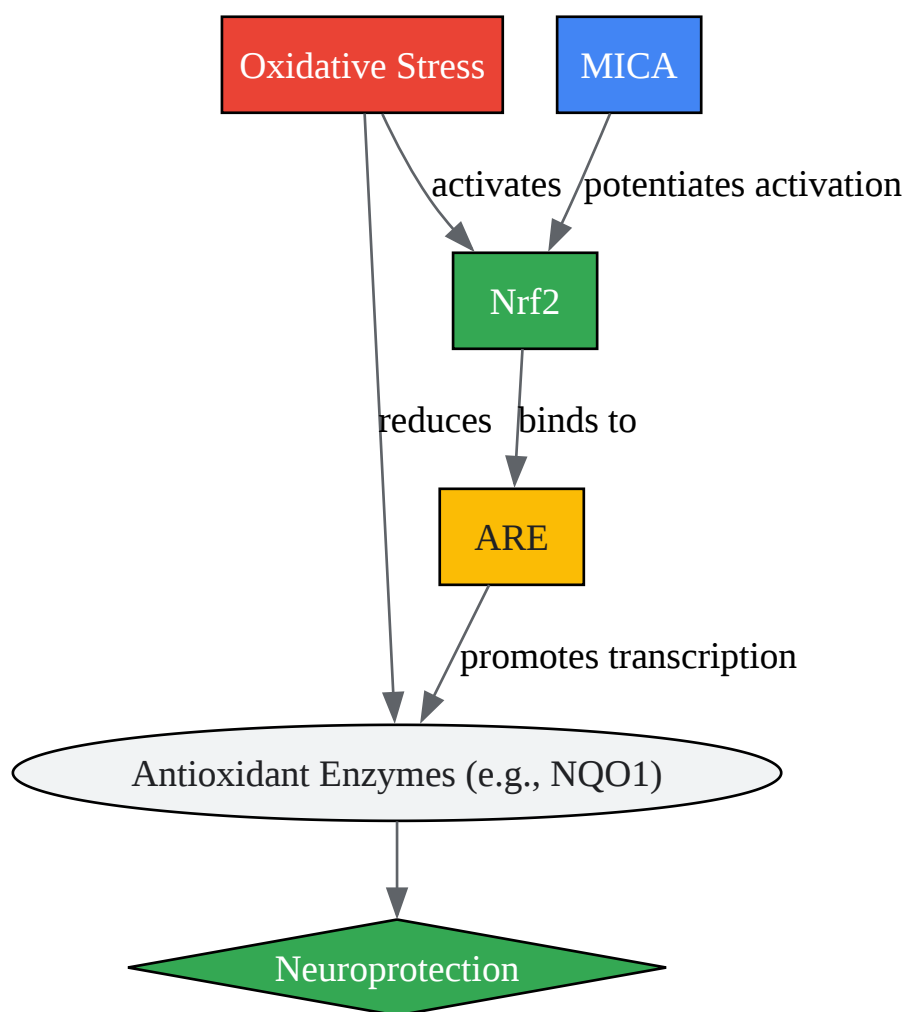 Oxidative Stress
MICA
activates
potentiates activation
Nrf2
reduces
binds to
ARE
promotes transcription
Antioxidant Enzymes (e.g., NQO1)
Neuroprotection